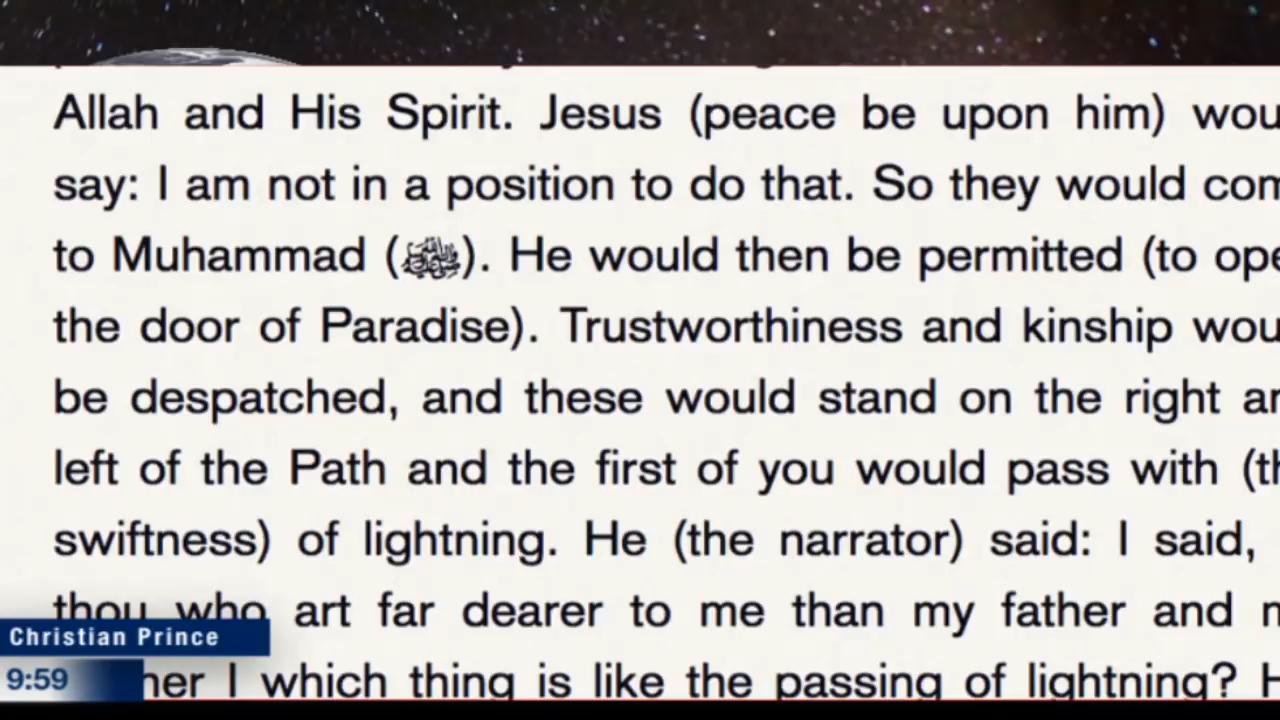 Allah and His Spirit. Jesus (peace be upon him) wou
say: I am not in a position to do that. So they would com
to Muhammad (ﷺ). He would then be permitted (to ope
the door of Paradise). Trustworthiness and kinship wou
be despatched, and these would stand on the right an
left of the Path and the first of you would pass with (th
swiftness) of lightning. He (the narrator) said: I said,
thou who art far dearer to me than my father and m
Christian Prince
her I which thing is like the passing of lightning? H
9:59